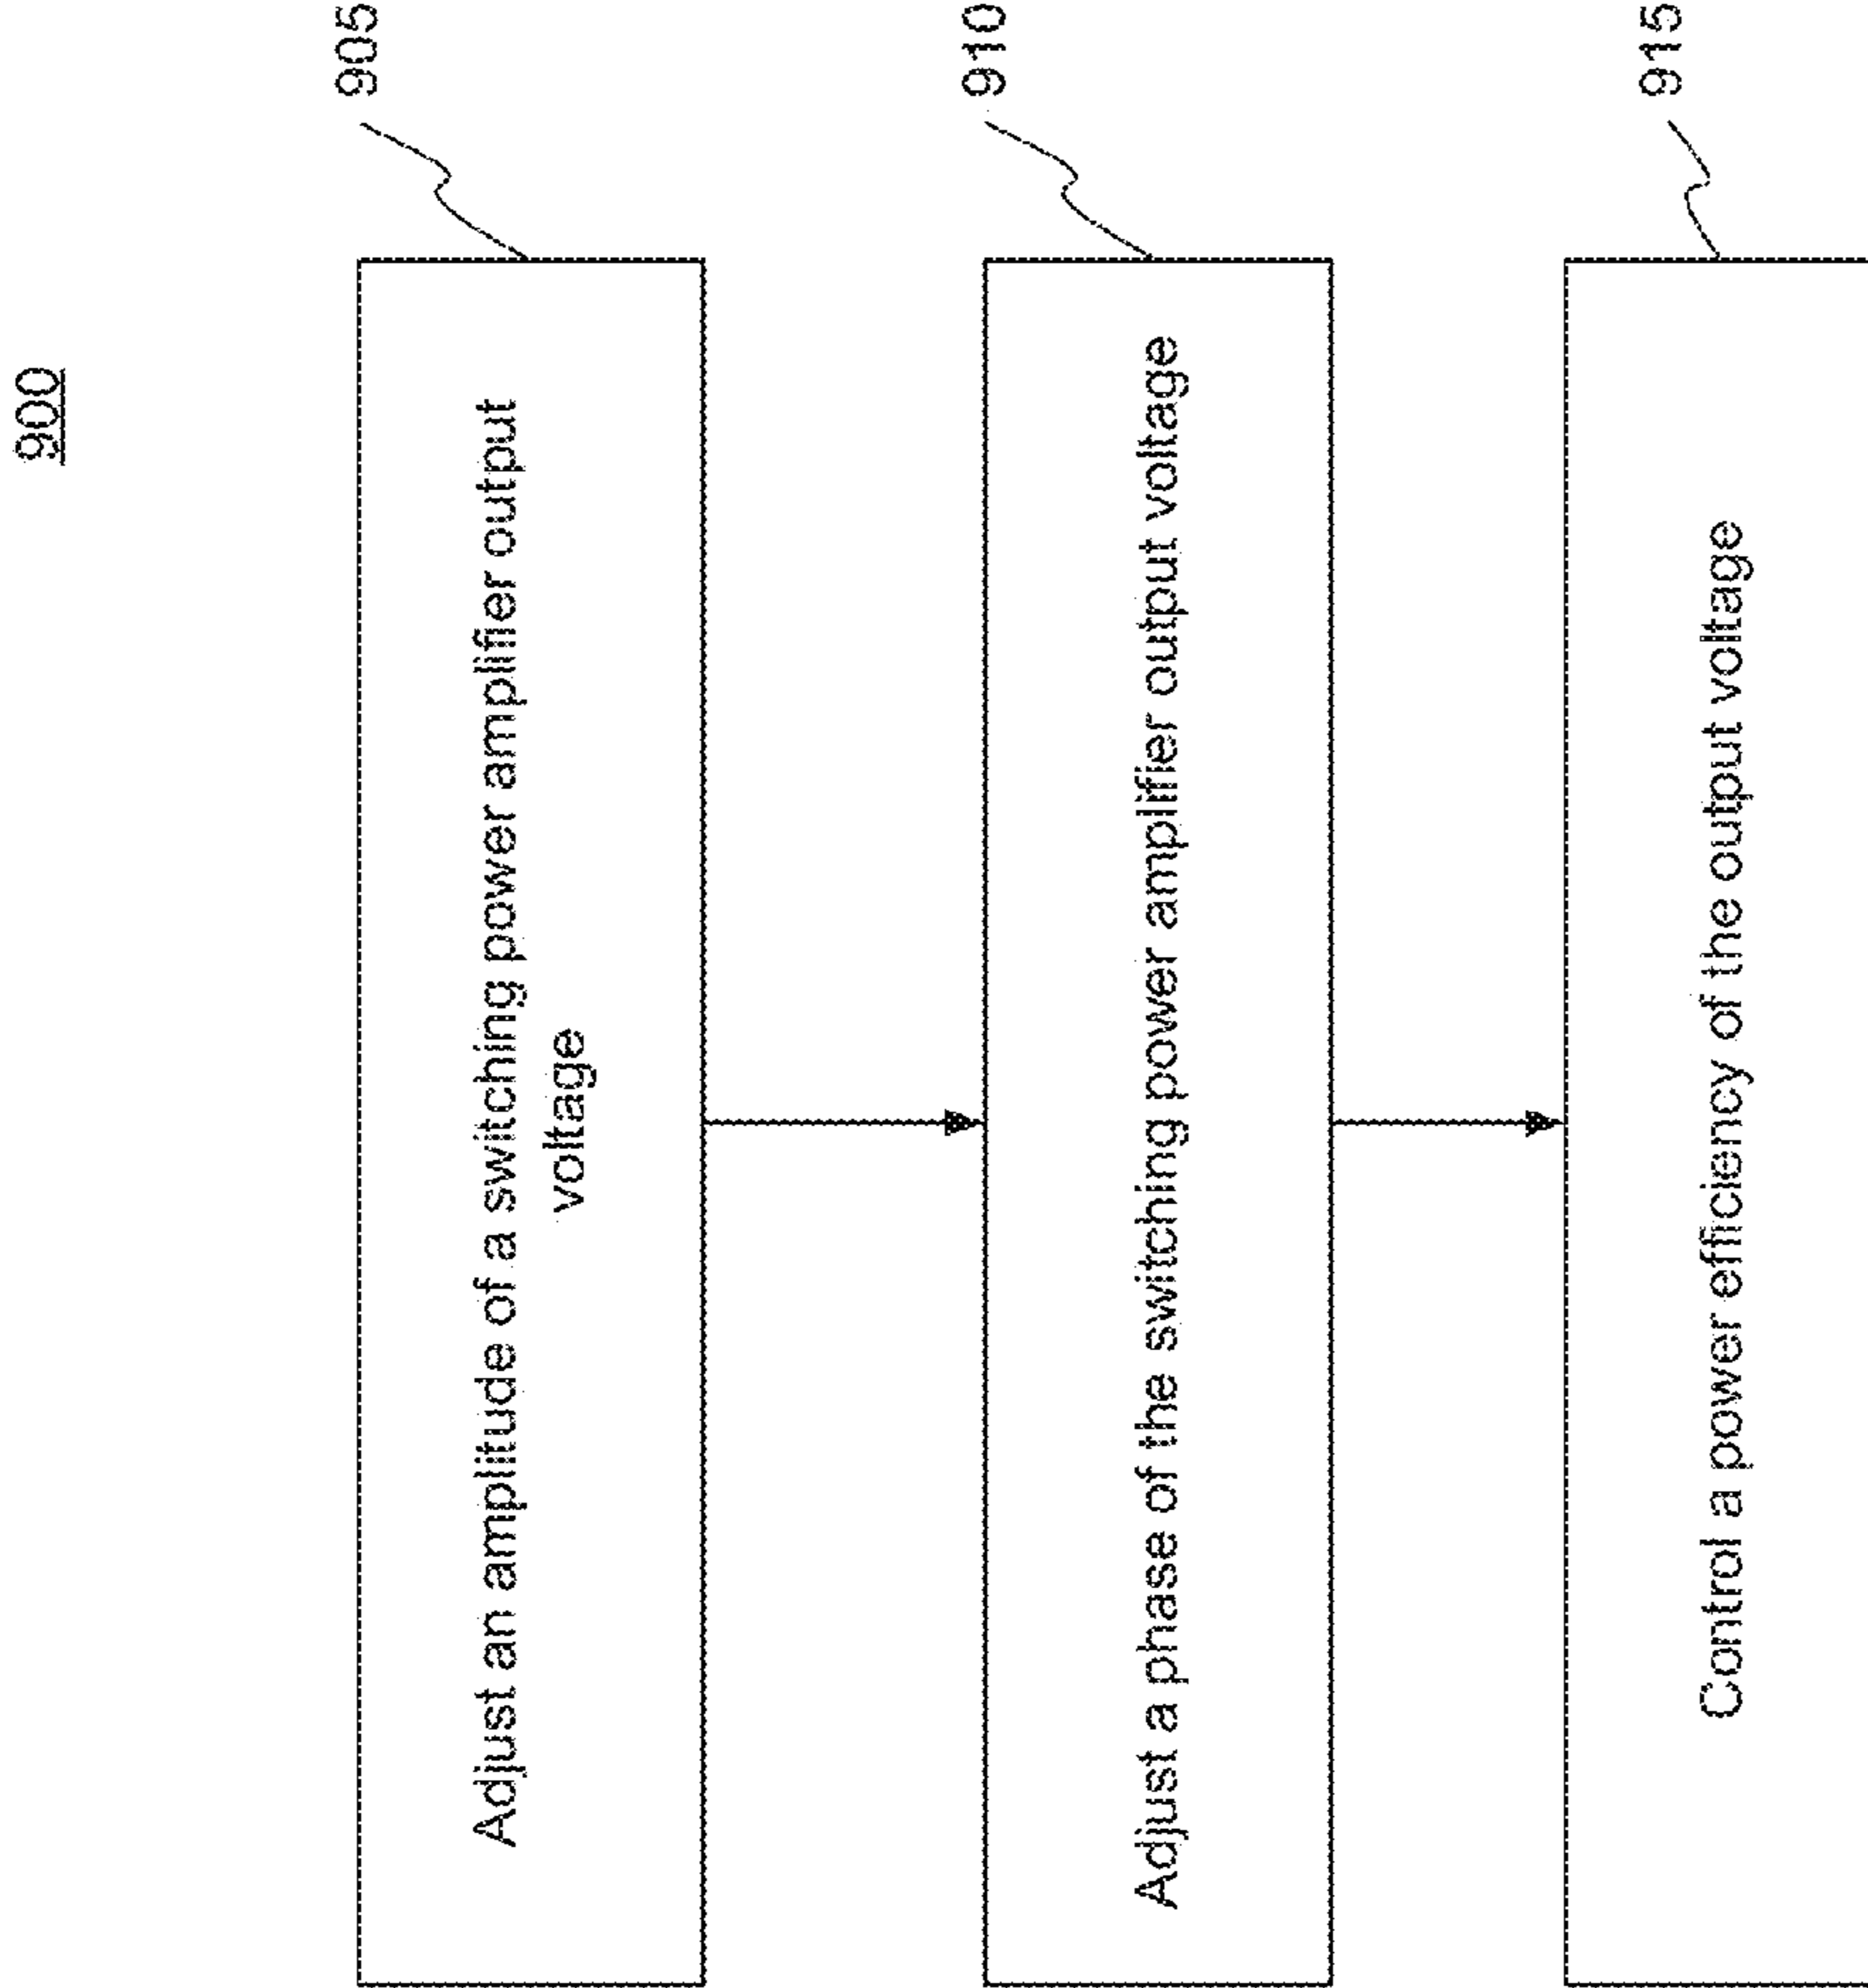 900
Adjust an amplitude of a switching power amplifier output
voltage
905
Adjust a phase of the switching power amplifier output voltage
910
Control a power efficiency of the output voltage
915